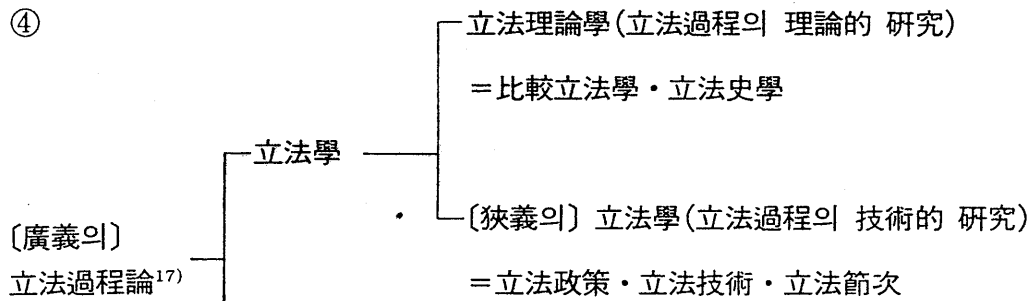 ④
立法理論學(立法過程의 理論的 硏究)
＝比較立法學・立法史學
立法學
〔狹義의〕 立法學(立法過程의 技術的 硏究)
＝立法政策・立法技術・立法節次
〔廣義의〕
立法過程論17)